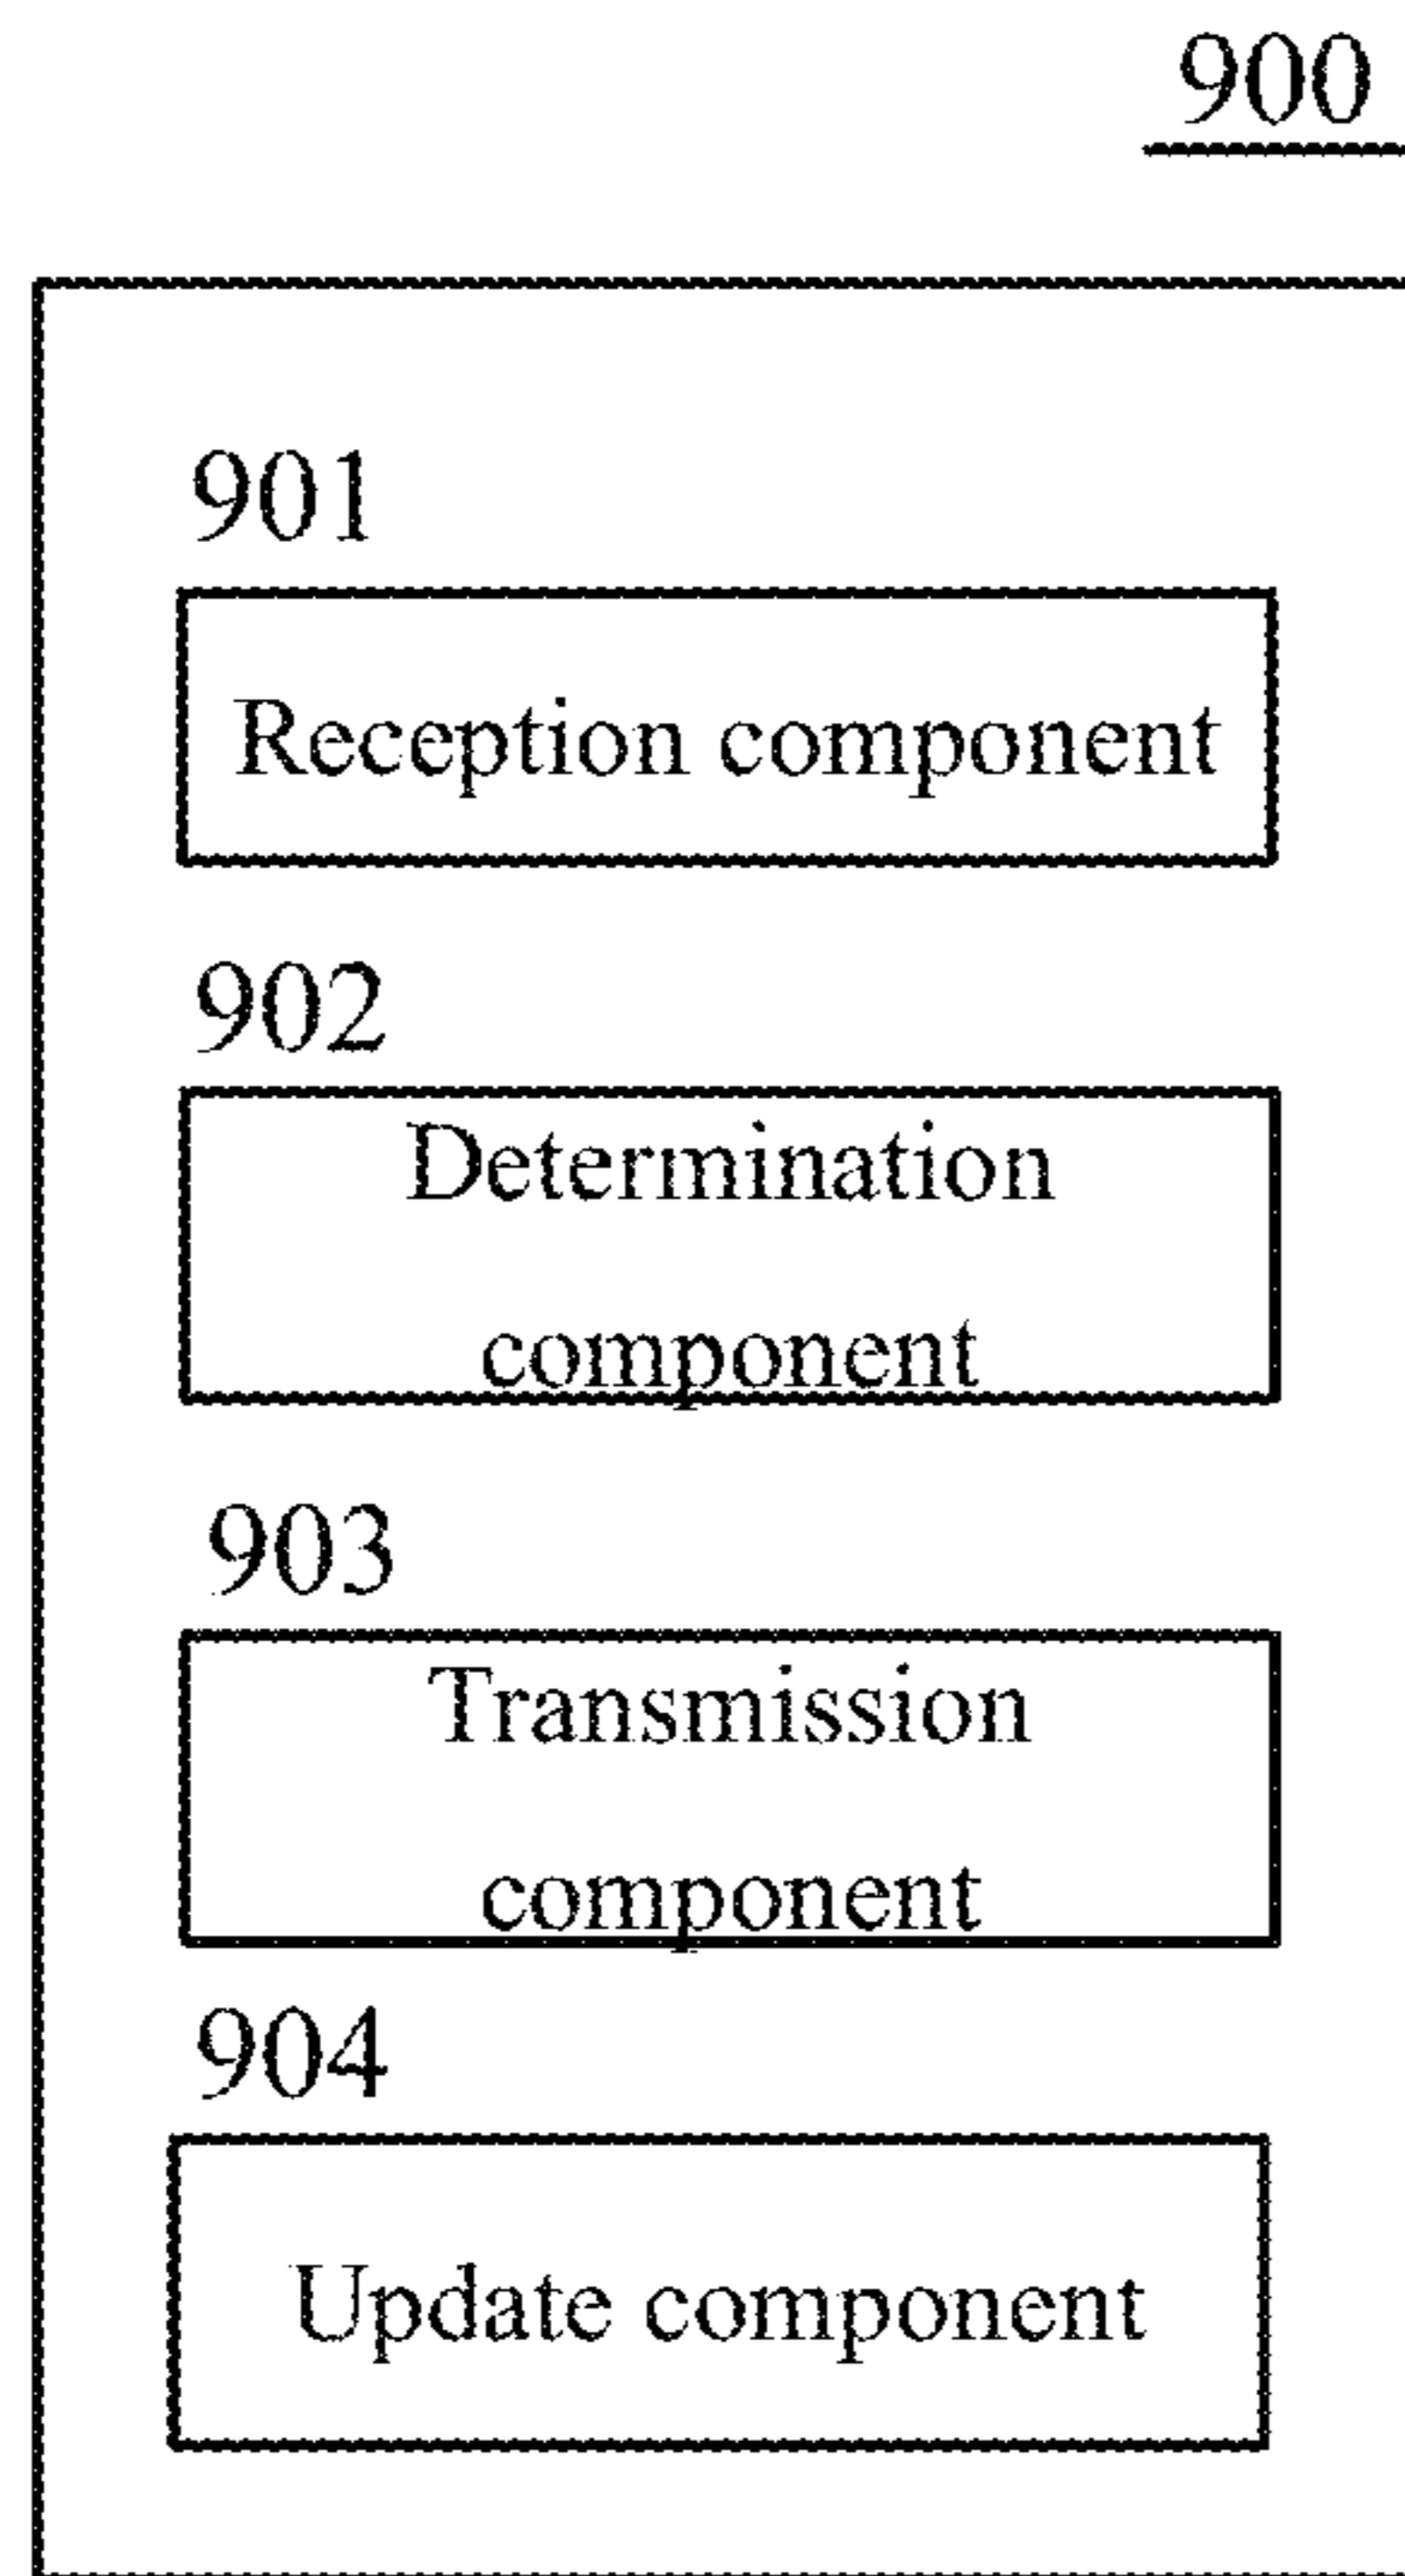 900
901
Reception component
902
Determination
component
903
Transmission
component
904
Update component